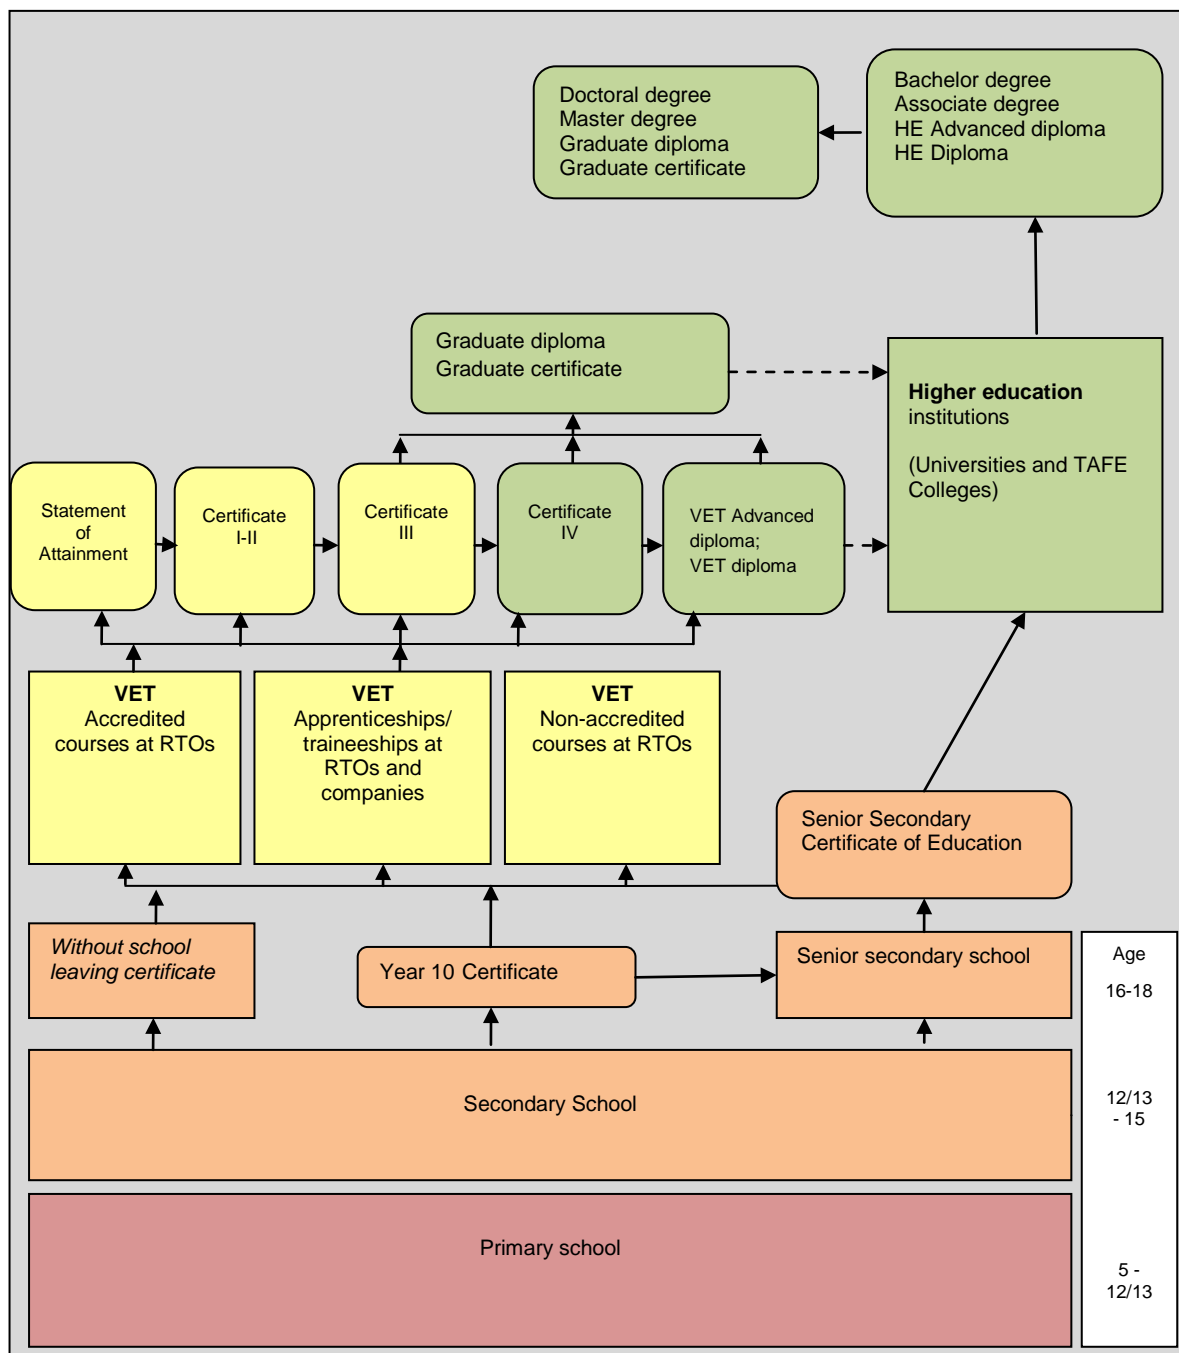 Doctoral degree
Master degree
Graduate diploma
Graduate certificate
Bachelor degree
Associate degree
HE Advanced diploma
HE Diploma
Graduate diploma
Graduate certificate
Higher education
institutions
(Universities and TAFE
Colleges)
Statement
of
Attainment
Certificate
I-II
Certificate
III
Certificate
IV
VET Advanced
diploma;
VET diploma
VET
Accredited
courses at RTOs
VET
Apprenticeships/
traineeships at
RTOs and
companies
VET
Non-accredited
courses at RTOs
Senior Secondary
Certificate of Education
Without school
leaving certificate
Year 10 Certificate
Senior secondary school
Age
16-18
Secondary School
12/13
- 15
Primary school
5 -
12/13